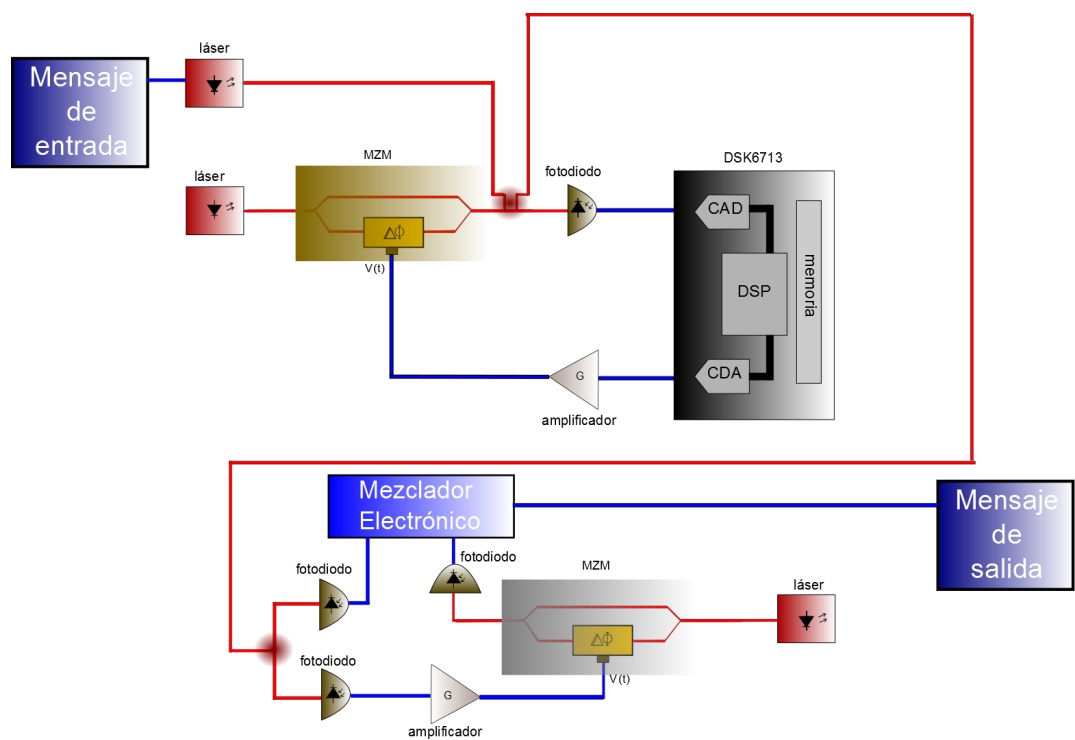 láser
Mensaje
de
entrada
MZM
DSK6713
láser
fotodiodo
CAD
ΔΦ
V(t)
DSP
memoria
G
CDA
amplificador
Mezclador
Electrónico
Mensaje
de
salida
fotodiodo
fotodiodo
MZM
láser
ΔΦ
fotodiodo
V(t)
G
amplificador